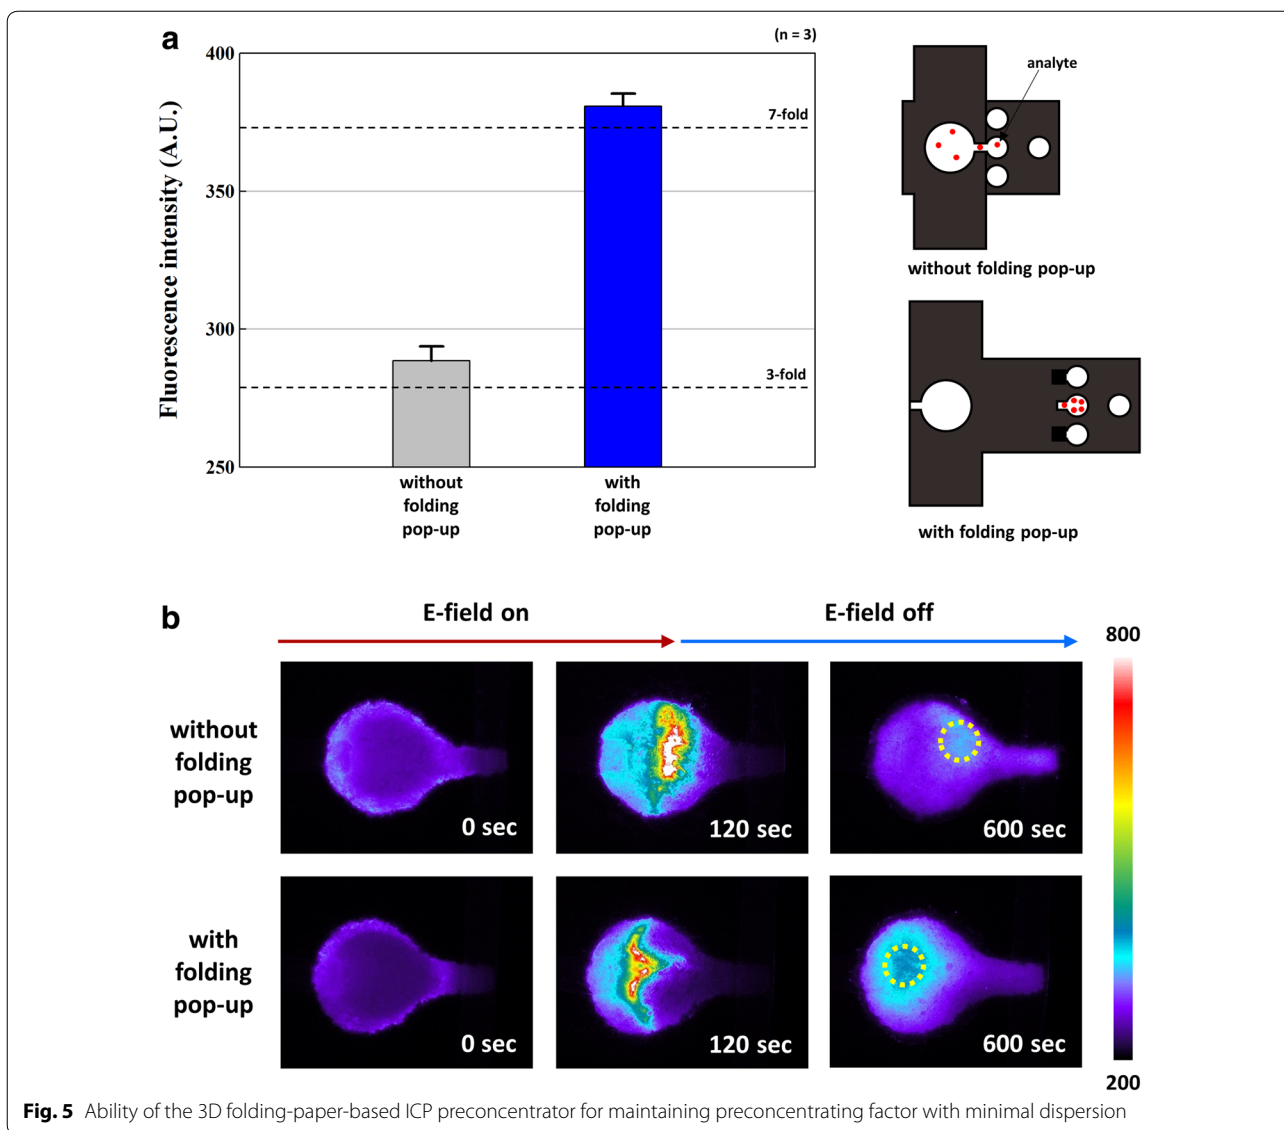 a
(n = 3)
400
350
300
250
Fluorescence intensity (A.U.)
7-fold
3-fold
without
folding
pop-up
with
folding
pop-up
analyte
without folding pop-up
with folding pop-up
b
E-field on
E-field off
800
without
folding
pop-up
0 sec
120 sec
600 sec
with
folding
pop-up
0 sec
120 sec
600 sec
200
Fig. 5 Ability of the 3D folding-paper-based ICP preconcentrator for maintaining preconcentrating factor with minimal dispersion